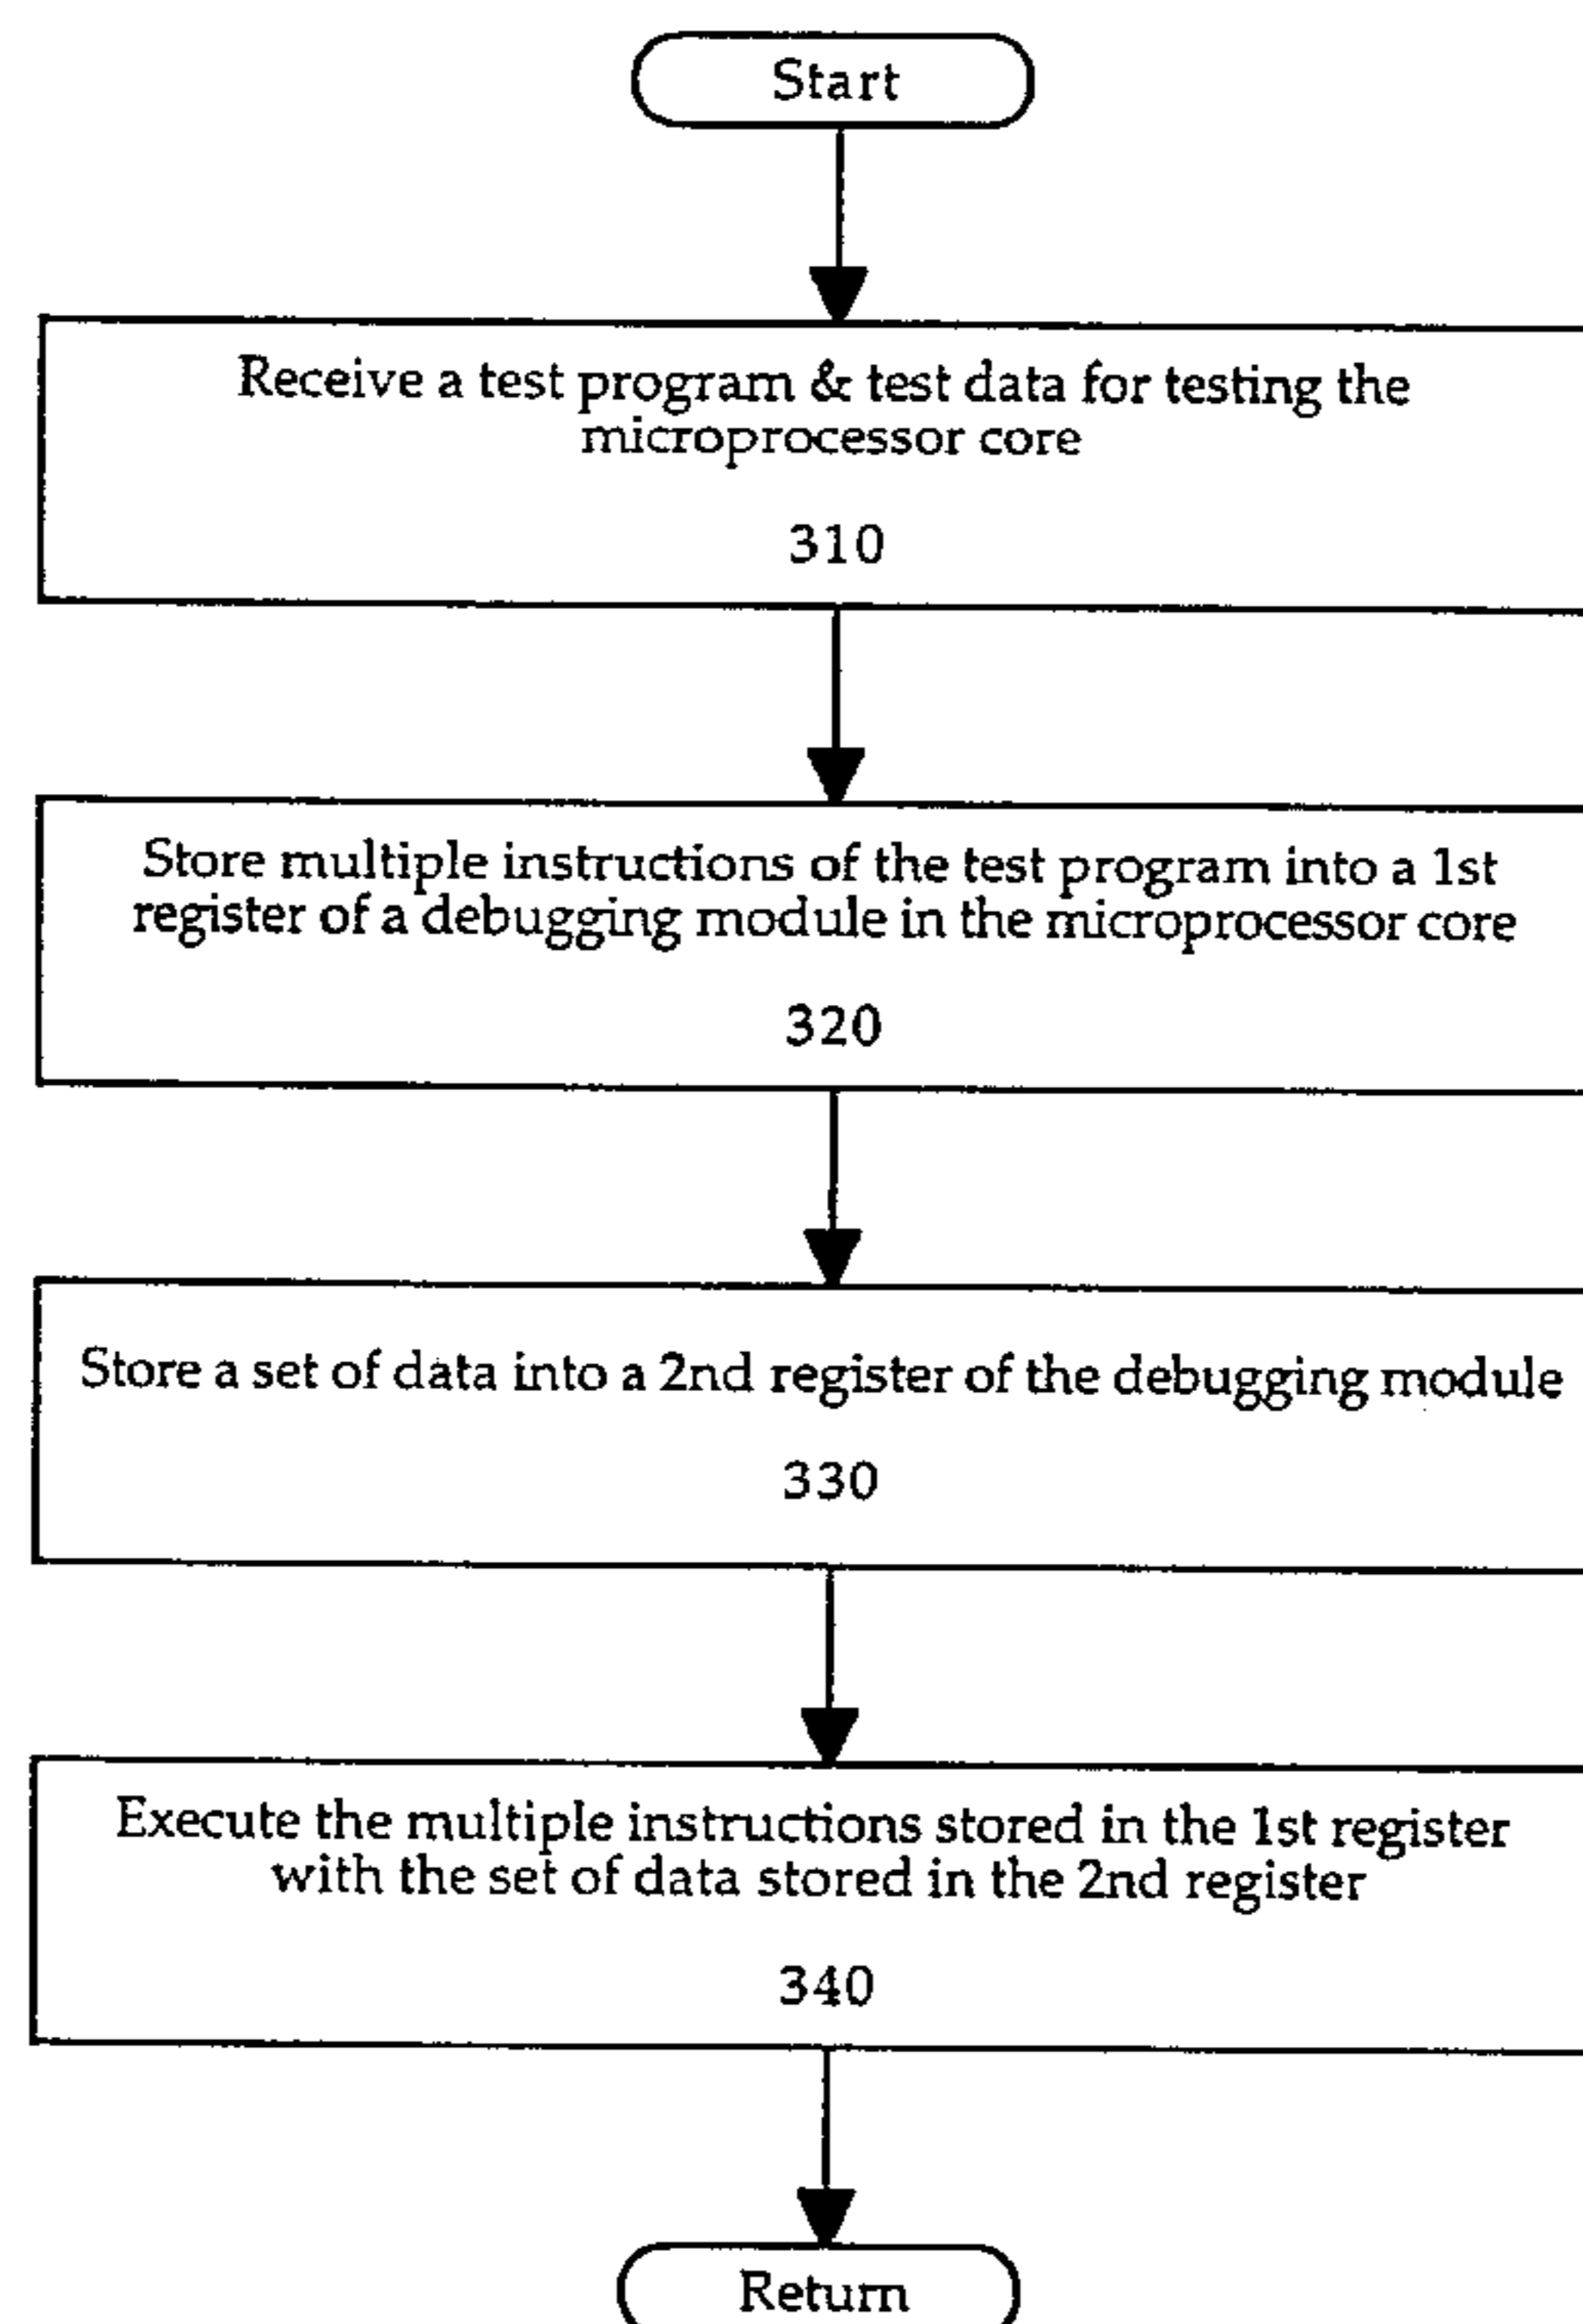 Start
Receive a test program & test data for testing the
microprocessor core
310
Store multiple instructions of the test program into a 1st
register of a debugging module in the microprocessor core
320
Store a set of data into a 2nd register of the debugging module
330
Execute the multiple instructions stored in the 1st register
with the set of data stored in the 2nd register
340
Return